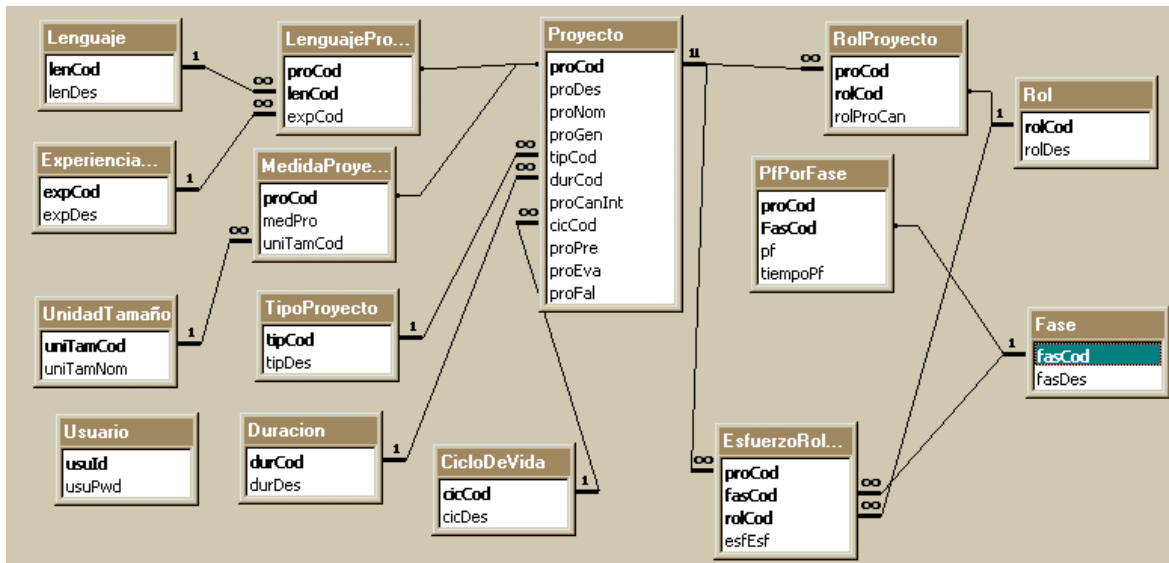 Lenguaje
lenCod
lenDes
LenguajePro...
proCod
lenCod
expCod
Proyecto
proCod
proDes
proNom
proGen
tipCod
durCod
proCanInt
cicCod
proPre
proEva
proFal
RolProyecto
proCod
rolCod
rolProCan
Rol
rolCod
rolDes
Experiencia...
expCod
expDes
MedidaProye...
proCod
medPro
uniTamCod
PfPorFase
proCod
FasCod
pf
tiempoPf
UnidadTamaño
uniTamCod
uniTamNom
TipoProyecto
tipCod
tipDes
Fase
fasCod
fasDes
Usuario
usuId
usuPwd
Duracion
durCod
durDes
CicloDeVida
cicCod
cicDes
EsfuerzoRol...
proCod
fasCod
rolCod
esfEsf
1
∞
∞
1
∞
1
∞
∞
∞
1
1
1
11
∞
1
1
∞
∞
∞